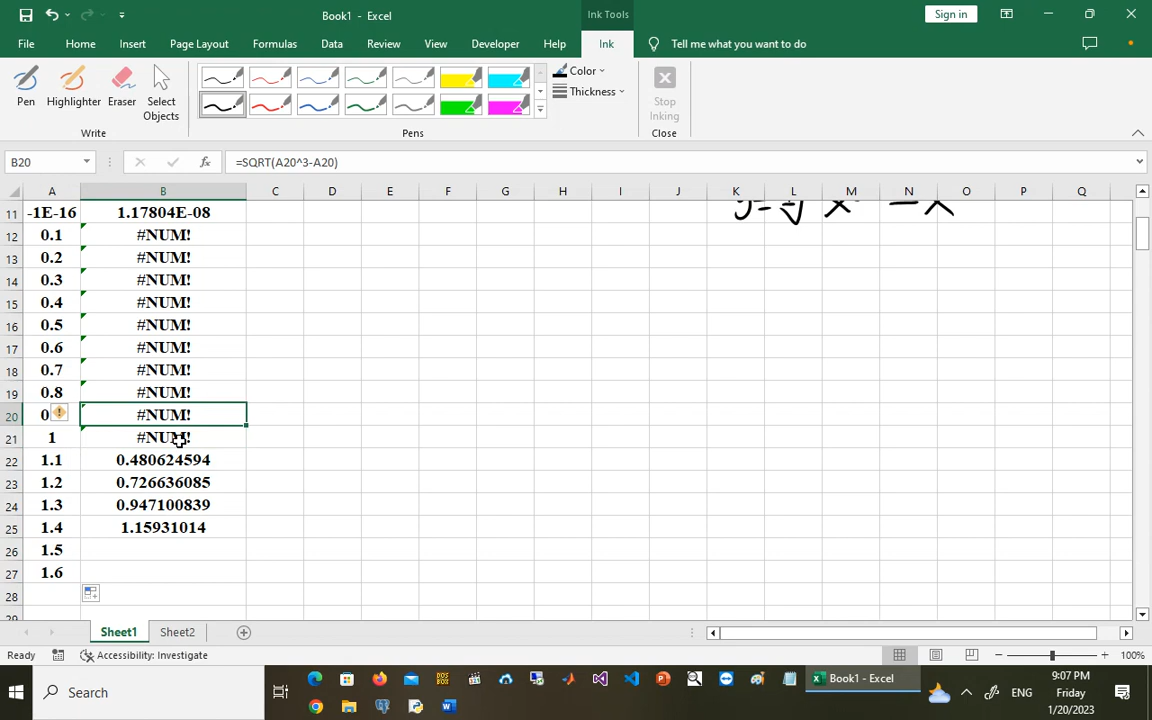 Book1 - Excel
Ink Tools
Sign in
File Home Insert Page Layout Formulas Data Review View Developer Help Ink Tell me what you want to do
Pen Highlighter Eraser Select Objects
Color
Thickness
Stop Inking
Write Pens Close
B20 fx =SQRT(A20^3-A20)
A B C D E F G H I J K L M N O P Q
11 -1E-16 1.17804E-08
12 0.1 #NUM!
13 0.2 #NUM!
14 0.3 #NUM!
15 0.4 #NUM!
16 0.5 #NUM!
17 0.6 #NUM!
18 0.7 #NUM!
19 0.8 #NUM!
20 0 #NUM!
21 1 #NUM!
22 1.1 0.480624594
23 1.2 0.726636085
24 1.3 0.947100839
25 1.4 1.15931014
26 1.5
27 1.6
28
29
Sheet1 Sheet2
Ready Accessibility: Investigate 100%
Search
Book1 - Excel
ENG
9:07 PM
Friday
1/20/2023